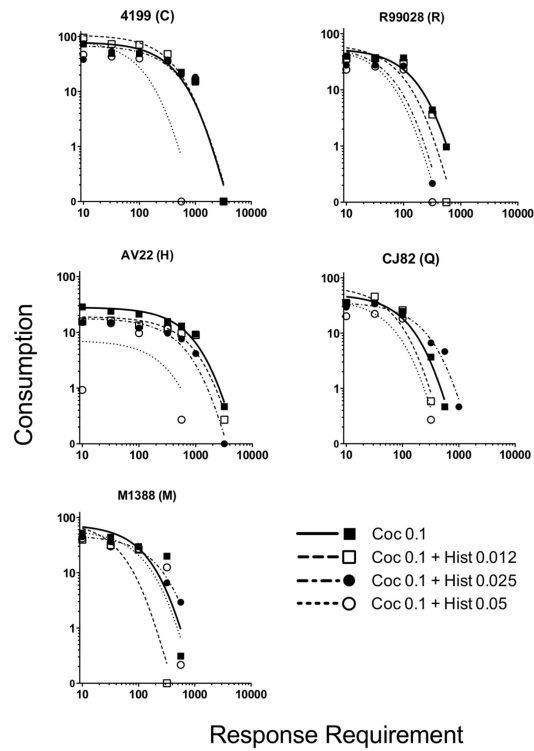 4199 (C)
100
10
1
0
10 100 1000 10000
R99028 (R)
100
10
1
0
10 100 1000 10000
AV22 (H)
100
10
1
0
10 100 1000 10000
CJ82 (Q)
100
10
1
0
10 100 1000 10000
M1388 (M)
100
10
1
0
10 100 1000 10000
Coc 0.1
Coc 0.1 + Hist 0.012
Coc 0.1 + Hist 0.025
Coc 0.1 + Hist 0.05
Consumption
Response Requirement